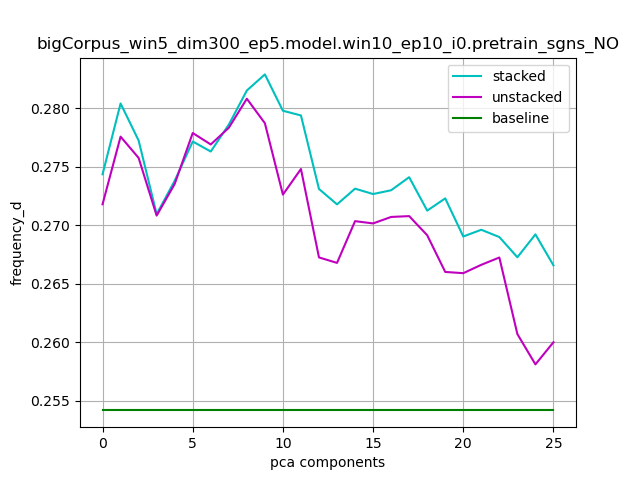 bigCorpus_win5_dim300_ep5.model.win10_ep10_i0.pretrain_sgns_NO
stacked
unstacked
baseline
0.280
0.275
0.270
0.265
0.260
0.255
frequency_d
0 5 10 15 20 25
pca components